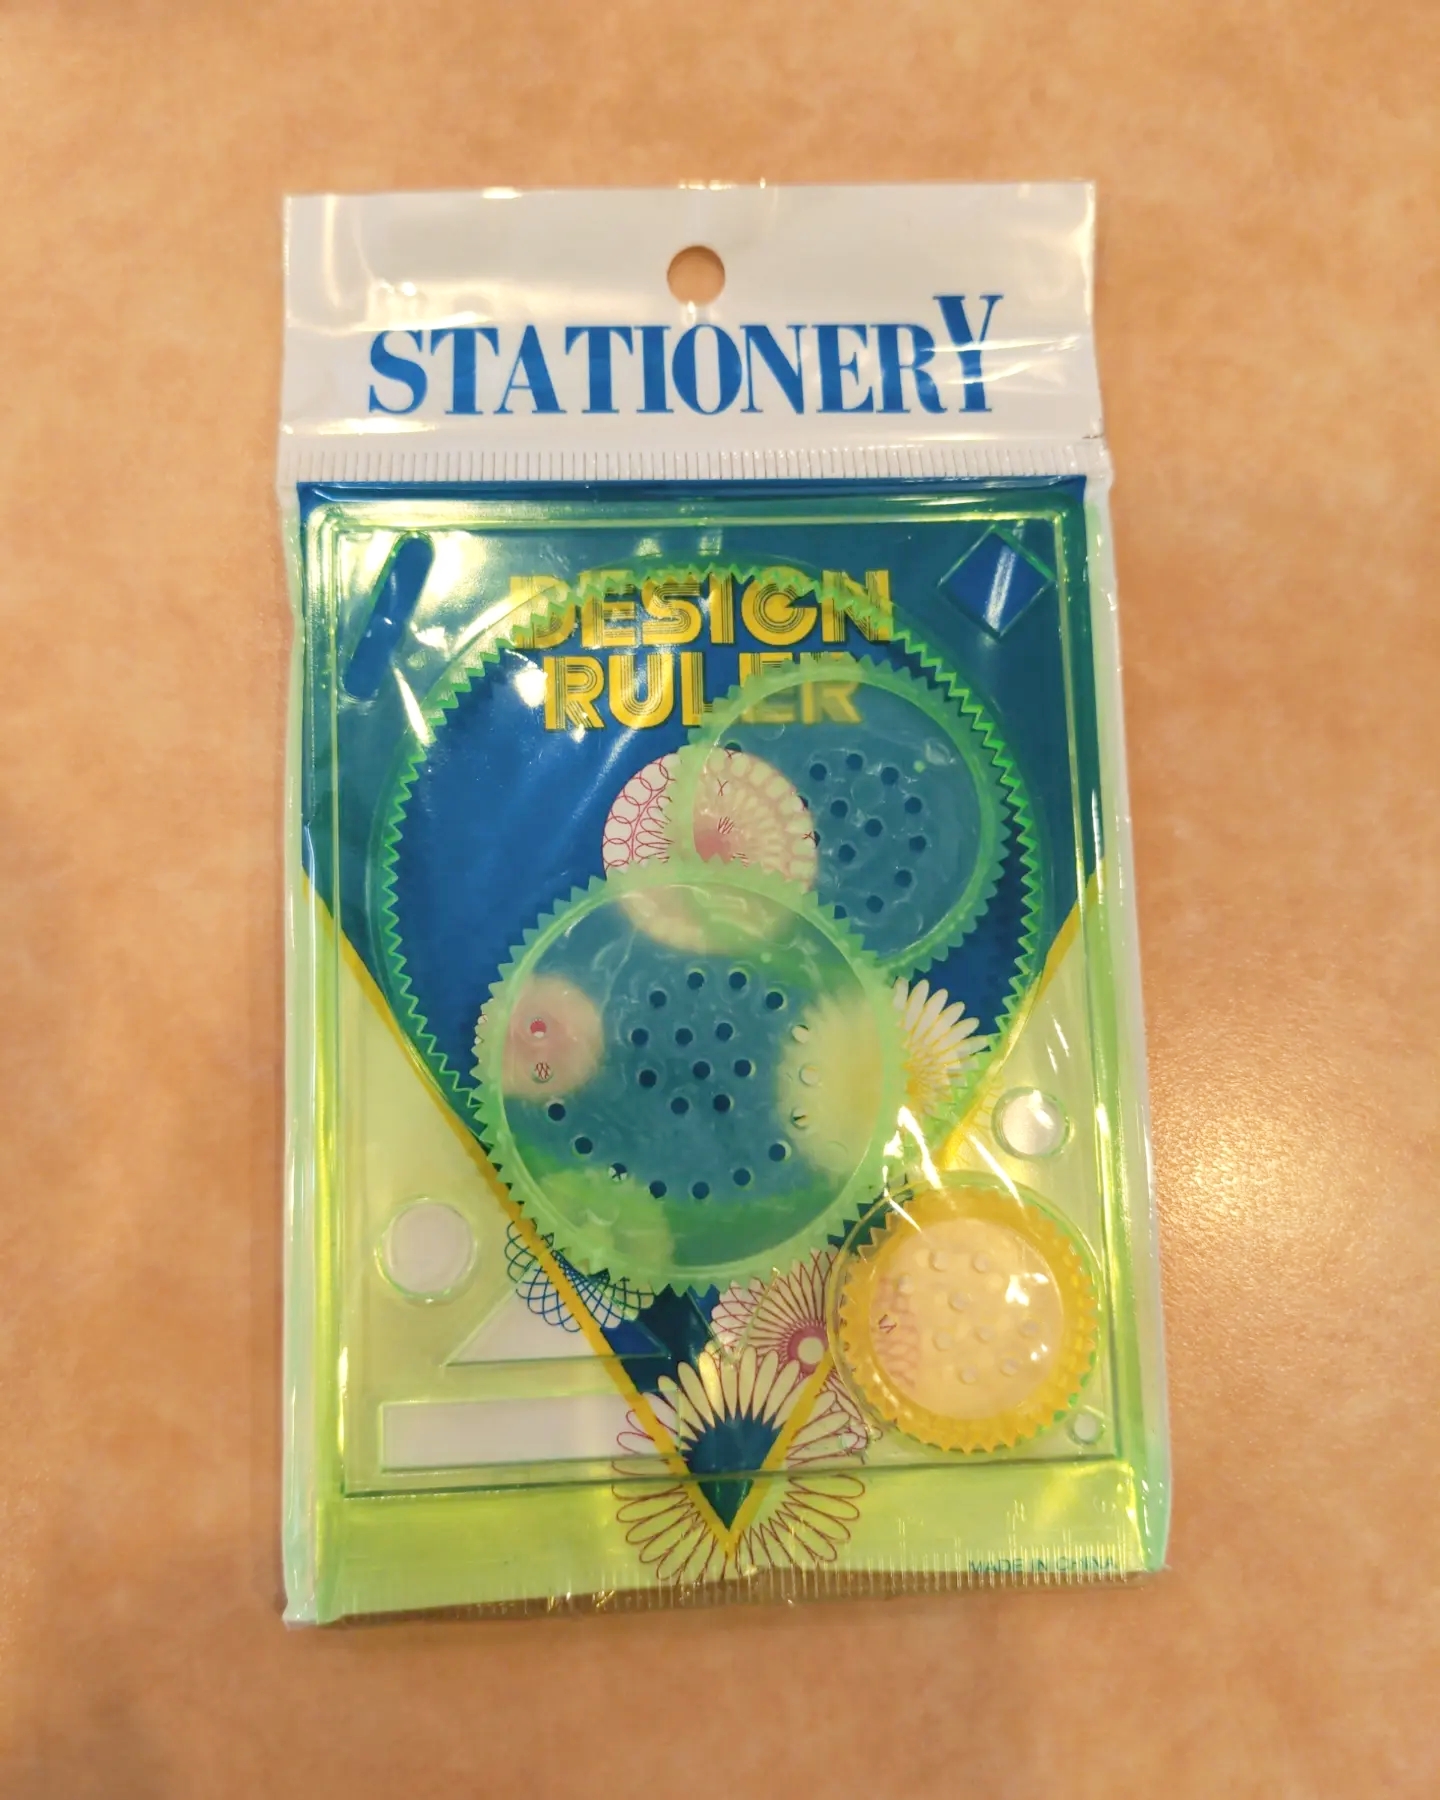 STATIONERY
DESIGN
RULER
MADE IN CHINA